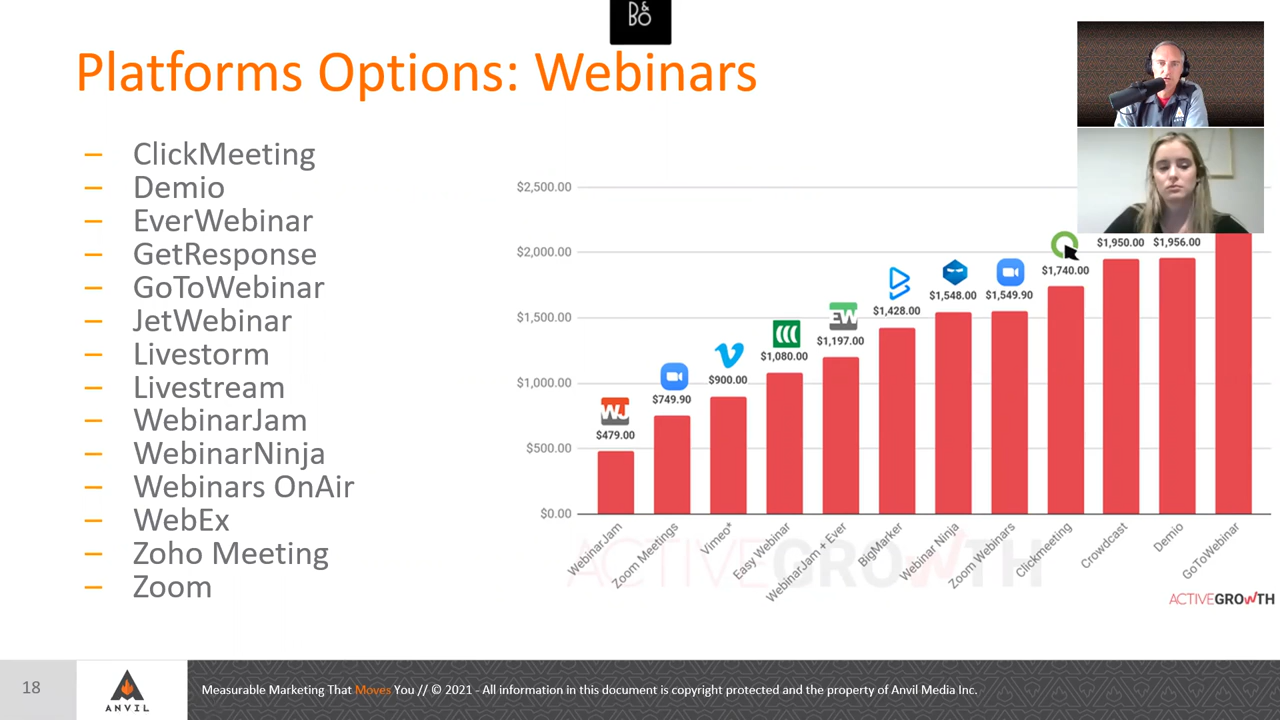 B&
BO
Platforms Options: Webinars
– ClickMeeting
– Demio
– EverWebinar
– GetResponse
– GoToWebinar
– JetWebinar
– Livestorm
– Livestream
– WebinarJam
– WebinarNinja
– Webinars OnAir
– WebEx
– Zoho Meeting
– Zoom
$2,500.00
$2,000.00
$1,500.00
$1,000.00
$500.00
$0.00
WJ
$479.00
$749.90
$900.00
$1,080.00
EW
$1,197.00
$1,428.00
$1,548.00
$1,549.90
$1,740.00
$1,950.00
$1,956.00
WebinarJam
Zoom Meetings
Vimeo*
Easy Webinar
WebinarJam + Ever
BigMarker
Webinar Ninja
Zoom Webinars
Clickmeeting
Crowdcast
Demio
GoToWebinar
ACTIVEGROWTH
ACTIVEGROWTH
ANVIL
18
ANVIL
Measurable Marketing That Moves You // © 2021 - All information in this document is copyright protected and the property of Anvil Media Inc.